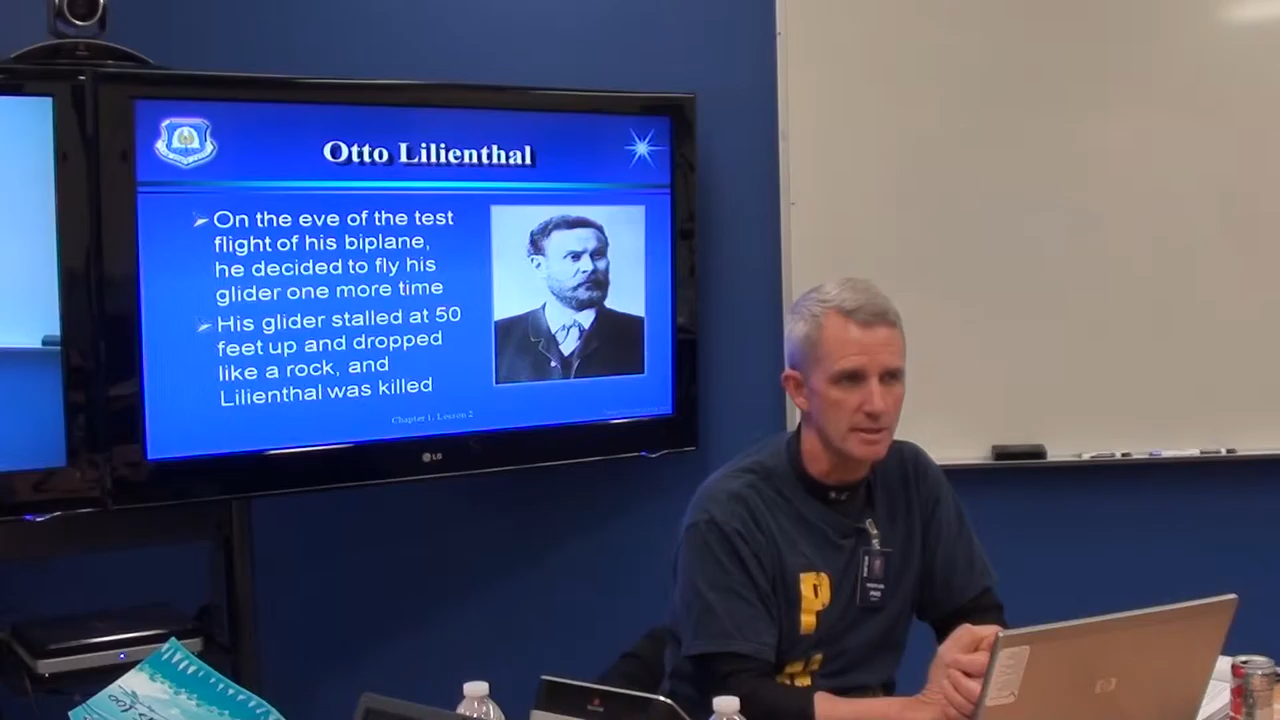 Otto Lilienthal
On the eve of the test
flight of his biplane,
he decided to fly his
glider one more time
His glider stalled at 50
feet up and dropped
like a rock, and
Lilienthal was killed
Chapter 1, Lesson 2
LG
P
hp